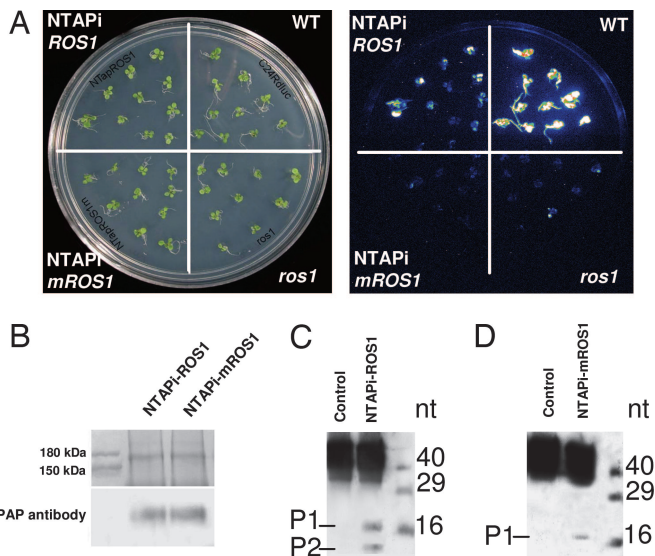 A
NTAPi
ROS1
WT
NTapROS1
C24Rdluc
NTapROS1m
ros1
NTAPi
mROS1
ros1
NTAPi
ROS1
WT
NTAPi
mROS1
ros1
B
NTAPi-ROS1
NTAPi-mROS1
180 kDa
150 kDa
PAP antibody
C
Control
NTAPi-ROS1
nt
40
29
16
P1
P2
D
Control
NTAPi-mROS1
nt
40
29
16
P1